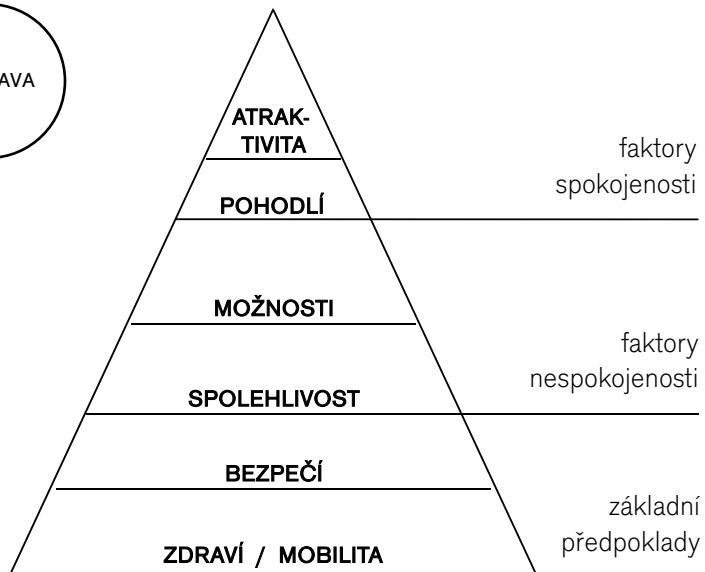 AVA
ATRAK-
TIVITA
faktory
spokojenosti
POHODLÍ
MOŽNOSTI
faktory
nespokojenosti
SPOLEHLIVOST
BEZPEČÍ
základní
předpoklady
ZDRAVÍ / MOBILITA